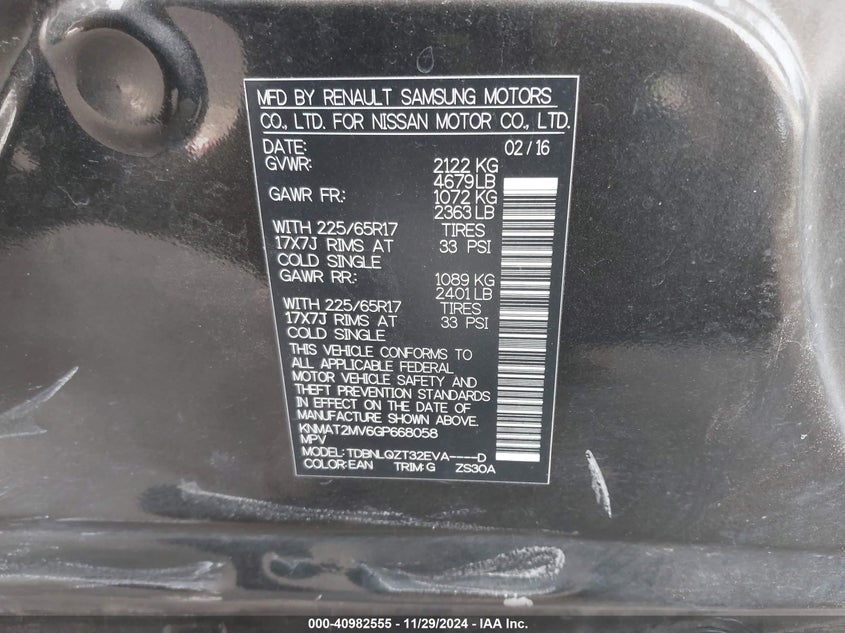 MFD BY RENAULT SAMSUNG MOTORS
CO., LTD. FOR NISSAN MOTOR CO., LTD.
DATE: 02 / 16
GVWR: 2122 KG
4679LB
GAWR FR.: 1072 KG
2363 LB
WITH 225/65R17 TIRES
17X7J RIMS AT 33 PSI
COLD SINGLE
GAWR RR.: 1089 KG
2401 LB
WITH 225/65R17 TIRES
17X7J RIMS AT 33 PSI
COLD SINGLE
THIS VEHICLE CONFORMS TO
ALL APPLICABLE FEDERAL
MOTOR VEHICLE SAFETY AND
THEFT PREVENTION STANDARDS
IN EFFECT ON THE DATE OF
MANUFACTURE SHOWN ABOVE.
KNMAT2MV6GP668058
MPV
MODEL: TDBNLQZT32EVA----D
COLOR:EAN TRIM:G ZS30A
000-40982555 - 11/29/2024 - IAA Inc.